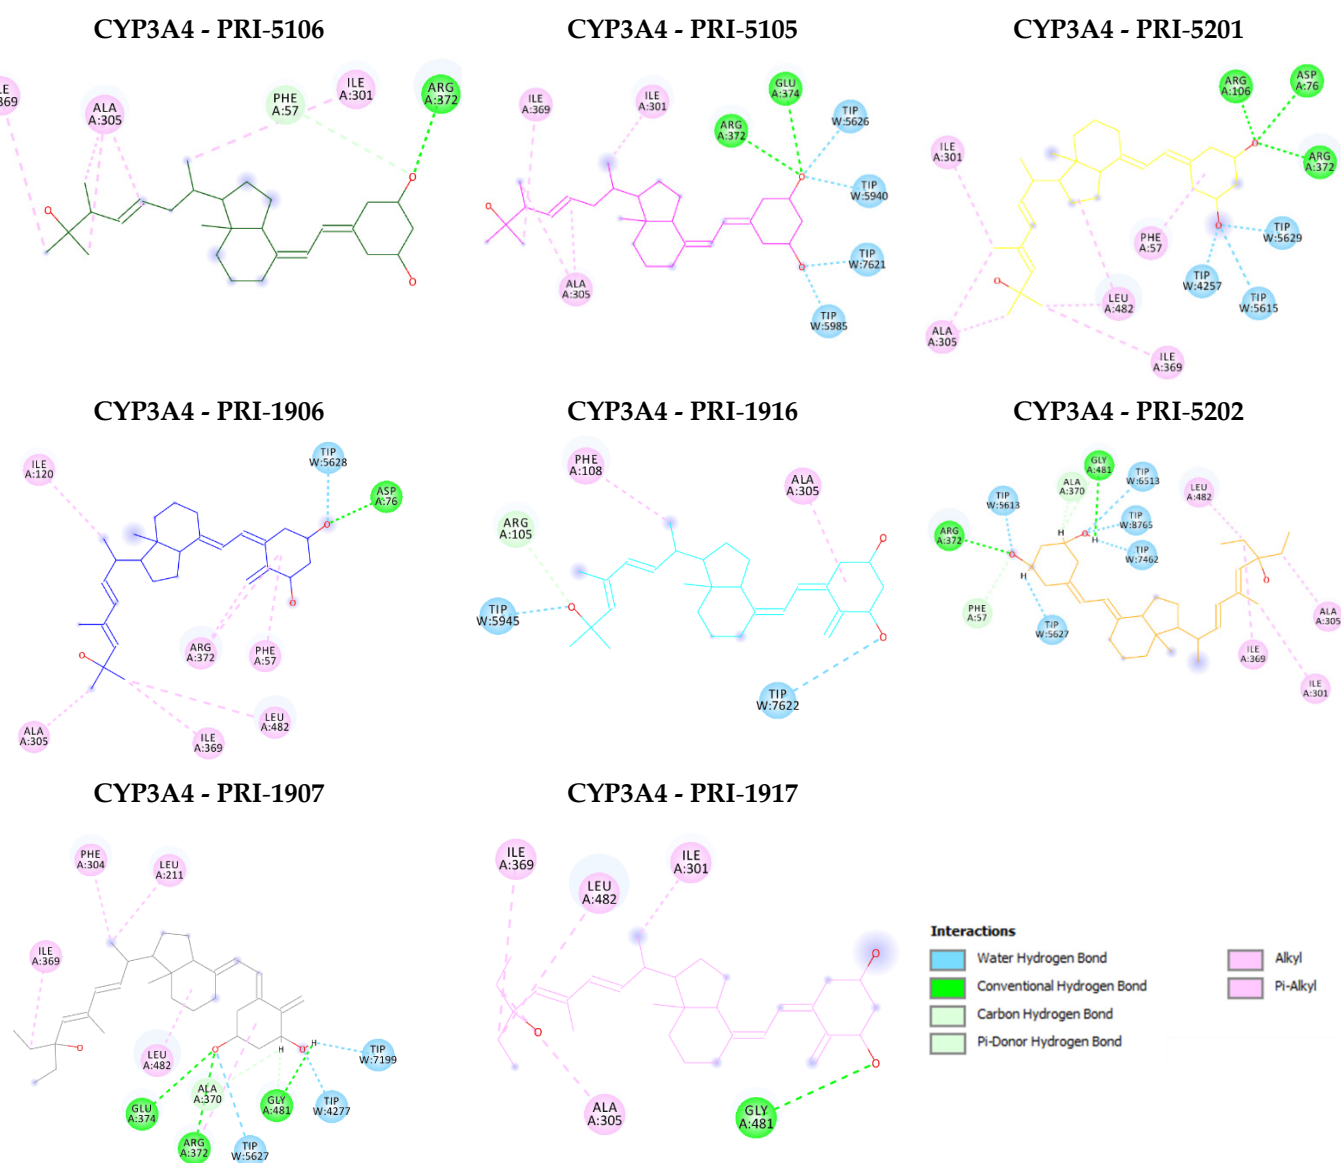 CYP3A4 - PRI-5106
CYP3A4 - PRI-5105
CYP3A4 - PRI-5201
LE
369
ALA
A:305
PHE
A:57
ILE
A:301
ARG
A:372
O
O
O
ILE
A:369
ILE
A:301
GLU
A:374
ARG
A:372
TIP
W:5626
TIP
W:5940
TIP
W:7621
TIP
W:5985
ALA
A:305
O
O
O
ARG
A:106
ASP
A:76
ARG
A:372
ILE
A:301
PHE
A:57
TIP
W:5629
TIP
W:4257
TIP
W:5615
LEU
A:482
ALA
A:305
ILE
A:369
O
O
O
CYP3A4 - PRI-1906
CYP3A4 - PRI-1916
CYP3A4 - PRI-5202
ILE
A:120
TIP
W:5628
ASP
A:76
ARG
A:372
PHE
A:57
ALA
A:305
ILE
A:369
LEU
A:482
O
O
O
PHE
A:108
ALA
A:305
ARG
A:105
TIP
W:5945
TIP
W:7622
O
O
O
GLY
A:481
ALA
A:370
TIP
W:6513
TIP
W:5613
TIP
W:8765
ARG
A:372
TIP
W:7462
LEU
A:482
PHE
A:57
TIP
W:5627
ALA
A:305
ILE
A:369
ILE
A:301
O
O
H
H
O
CYP3A4 - PRI-1907
CYP3A4 - PRI-1917
PHE
A:304
LEU
A:211
ILE
A:369
LEU
A:482
ALA
A:370
GLU
A:374
ARG
A:372
GLY
A:481
TIP
W:7199
TIP
W:4277
TIP
W:5627
O
O
H
O
H
ILE
A:369
LEU
A:482
ILE
A:301
ALA
A:305
GLY
A:481
O
O
O
Interactions
Water Hydrogen Bond
Conventional Hydrogen Bond
Carbon Hydrogen Bond
Pi-Donor Hydrogen Bond
Alkyl
Pi-Alkyl